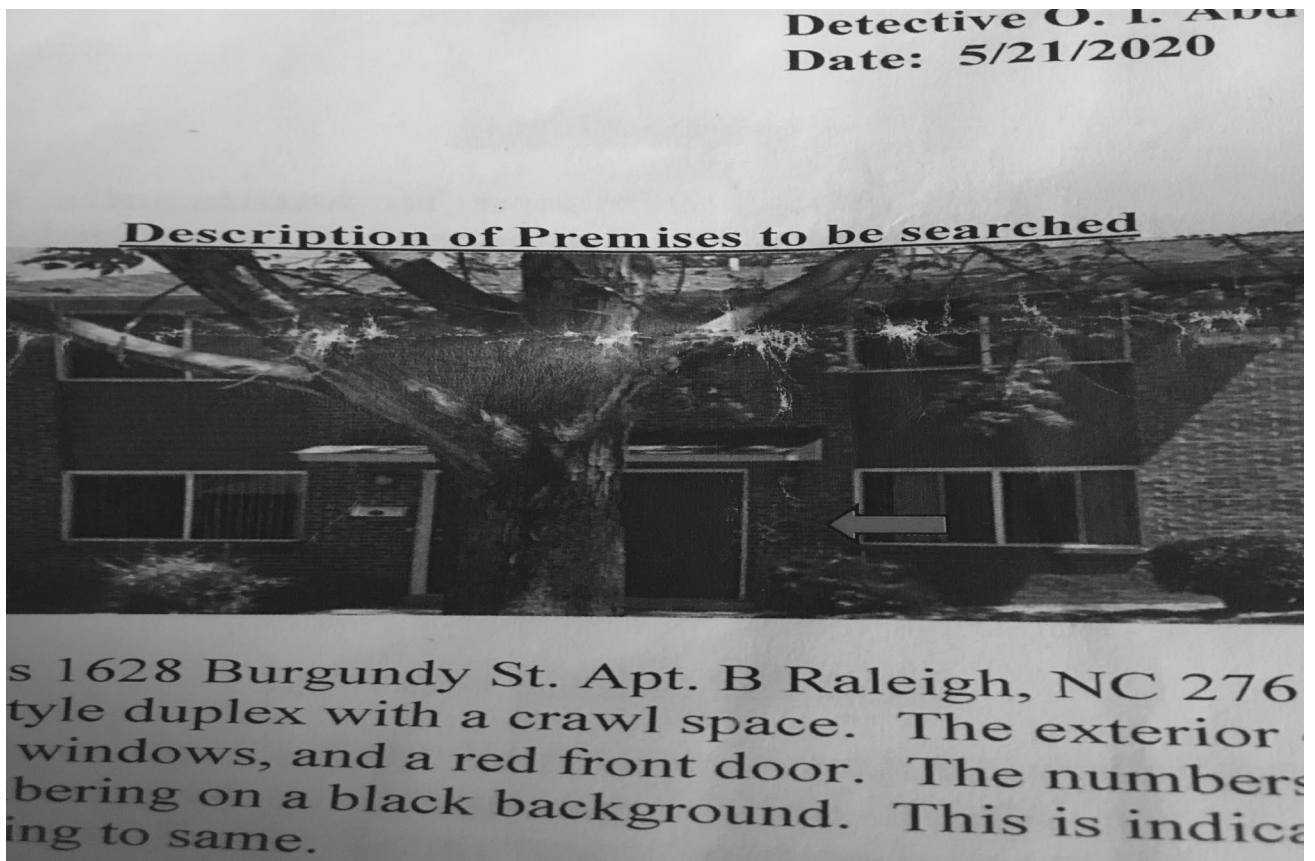 Detective O. I. Abd
Date: 5/21/2020
Description of Premises to be searched
s 1628 Burgundy St. Apt. B Raleigh, NC 276
tyle duplex with a crawl space. The exterior
windows, and a red front door. The numbers
bering on a black background. This is indica
ing to same.